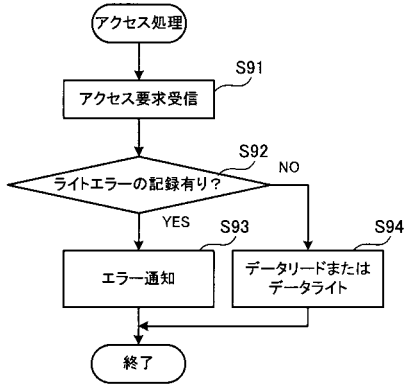 アクセス処理
S91
アクセス要求受信
S92
ライトエラーの記録有り？
NO
YES
S93
エラー通知
S94
データリードまたは
データライト
終了